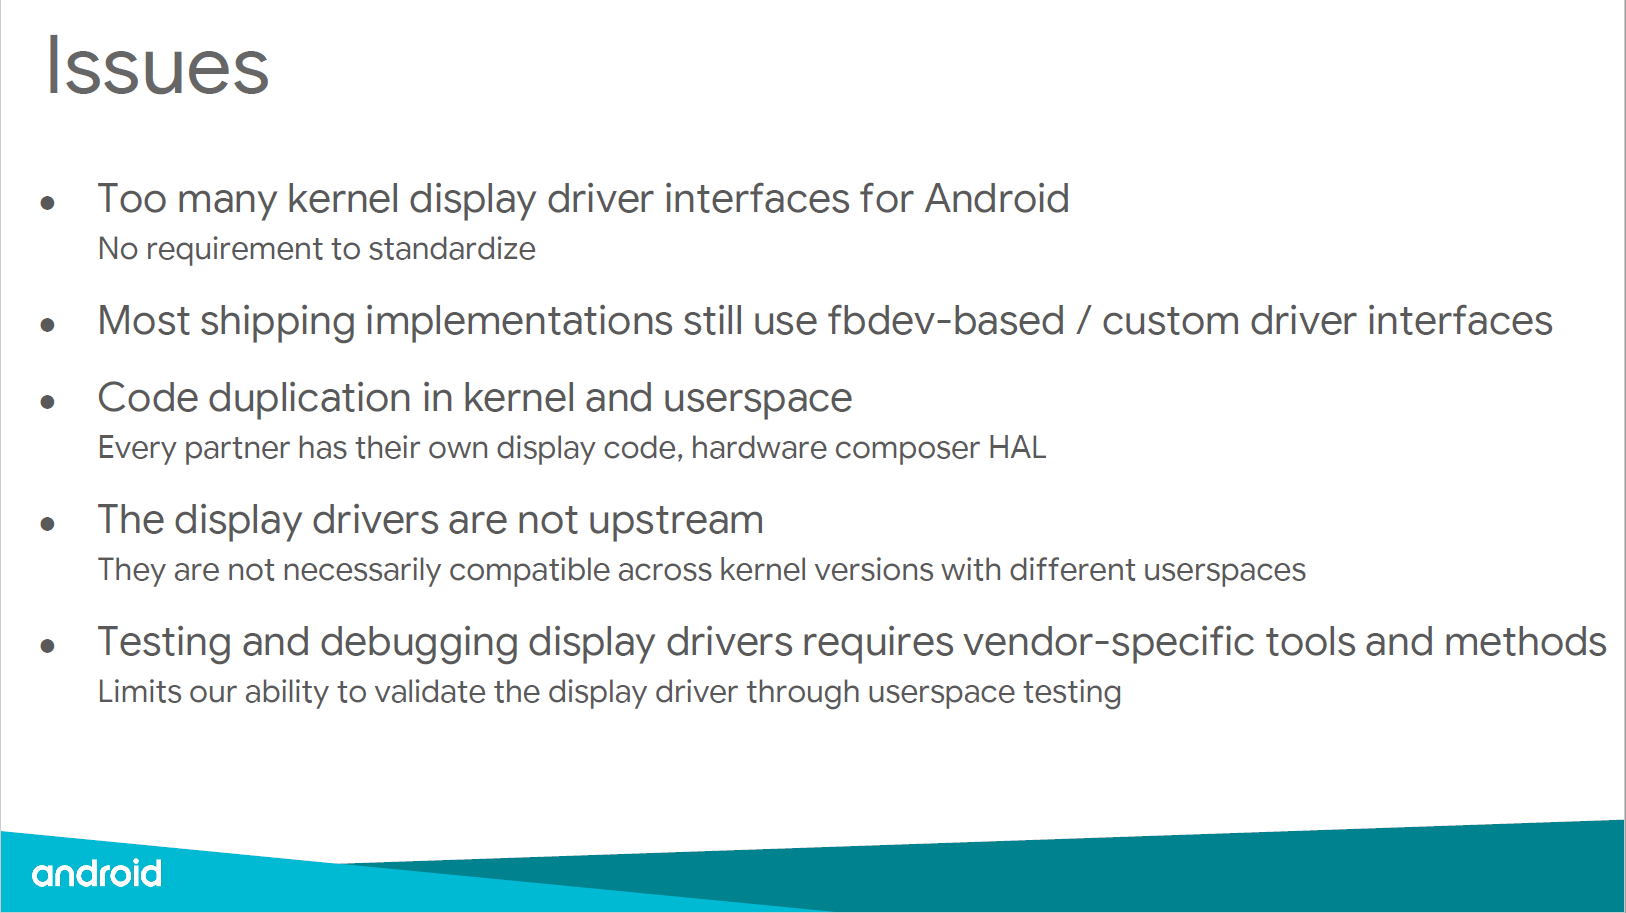 Issues
● Too many kernel display driver interfaces for Android
No requirement to standardize
● Most shipping implementations still use fbdev-based / custom driver interfaces
● Code duplication in kernel and userspace
Every partner has their own display code, hardware composer HAL
● The display drivers are not upstream
They are not necessarily compatible across kernel versions with different userspaces
● Testing and debugging display drivers requires vendor-specific tools and methods
Limits our ability to validate the display driver through userspace testing
android